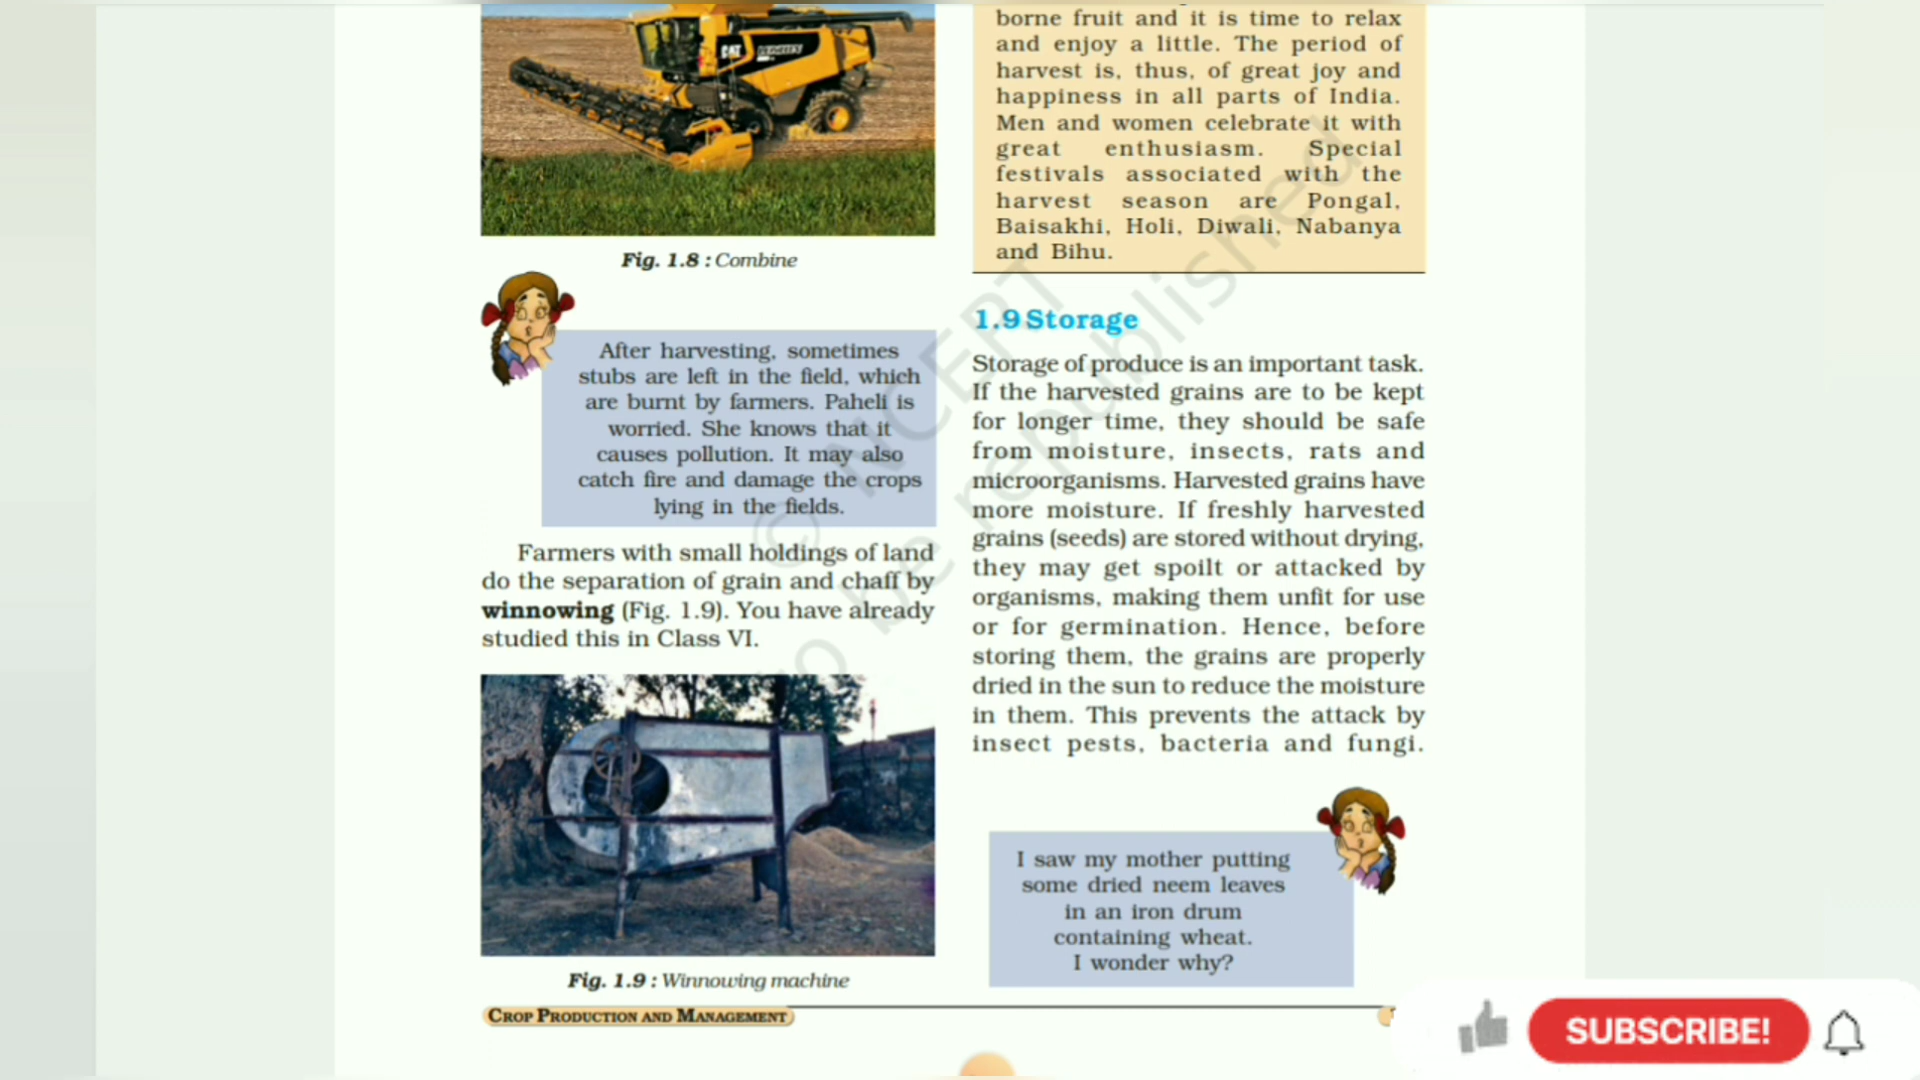 CAT
Fig. 1.8 : Combine
After harvesting, sometimes
stubs are left in the field, which
are burnt by farmers. Paheli is
worried. She knows that it
causes pollution. It may also
catch fire and damage the crops
lying in the fields.
Farmers with small holdings of land
do the separation of grain and chaff by
winnowing (Fig. 1.9). You have already
studied this in Class VI.
Fig. 1.9 : Winnowing machine
CROP PRODUCTION AND MANAGEMENT
borne fruit and it is time to relax
and enjoy a little. The period of
harvest is, thus, of great joy and
happiness in all parts of India.
Men and women celebrate it with
great enthusiasm. Special
festivals associated with the
harvest season are Pongal,
Baisakhi, Holi, Diwali, Nabanya
and Bihu.
1.9 Storage
Storage of produce is an important task.
If the harvested grains are to be kept
for longer time, they should be safe
from moisture, insects, rats and
microorganisms. Harvested grains have
more moisture. If freshly harvested
grains (seeds) are stored without drying,
they may get spoilt or attacked by
organisms, making them unfit for use
or for germination. Hence, before
storing them, the grains are properly
dried in the sun to reduce the moisture
in them. This prevents the attack by
insect pests, bacteria and fungi.
I saw my mother putting
some dried neem leaves
in an iron drum
containing wheat.
I wonder why?
© NCERT
to be republished
SUBSCRIBE!